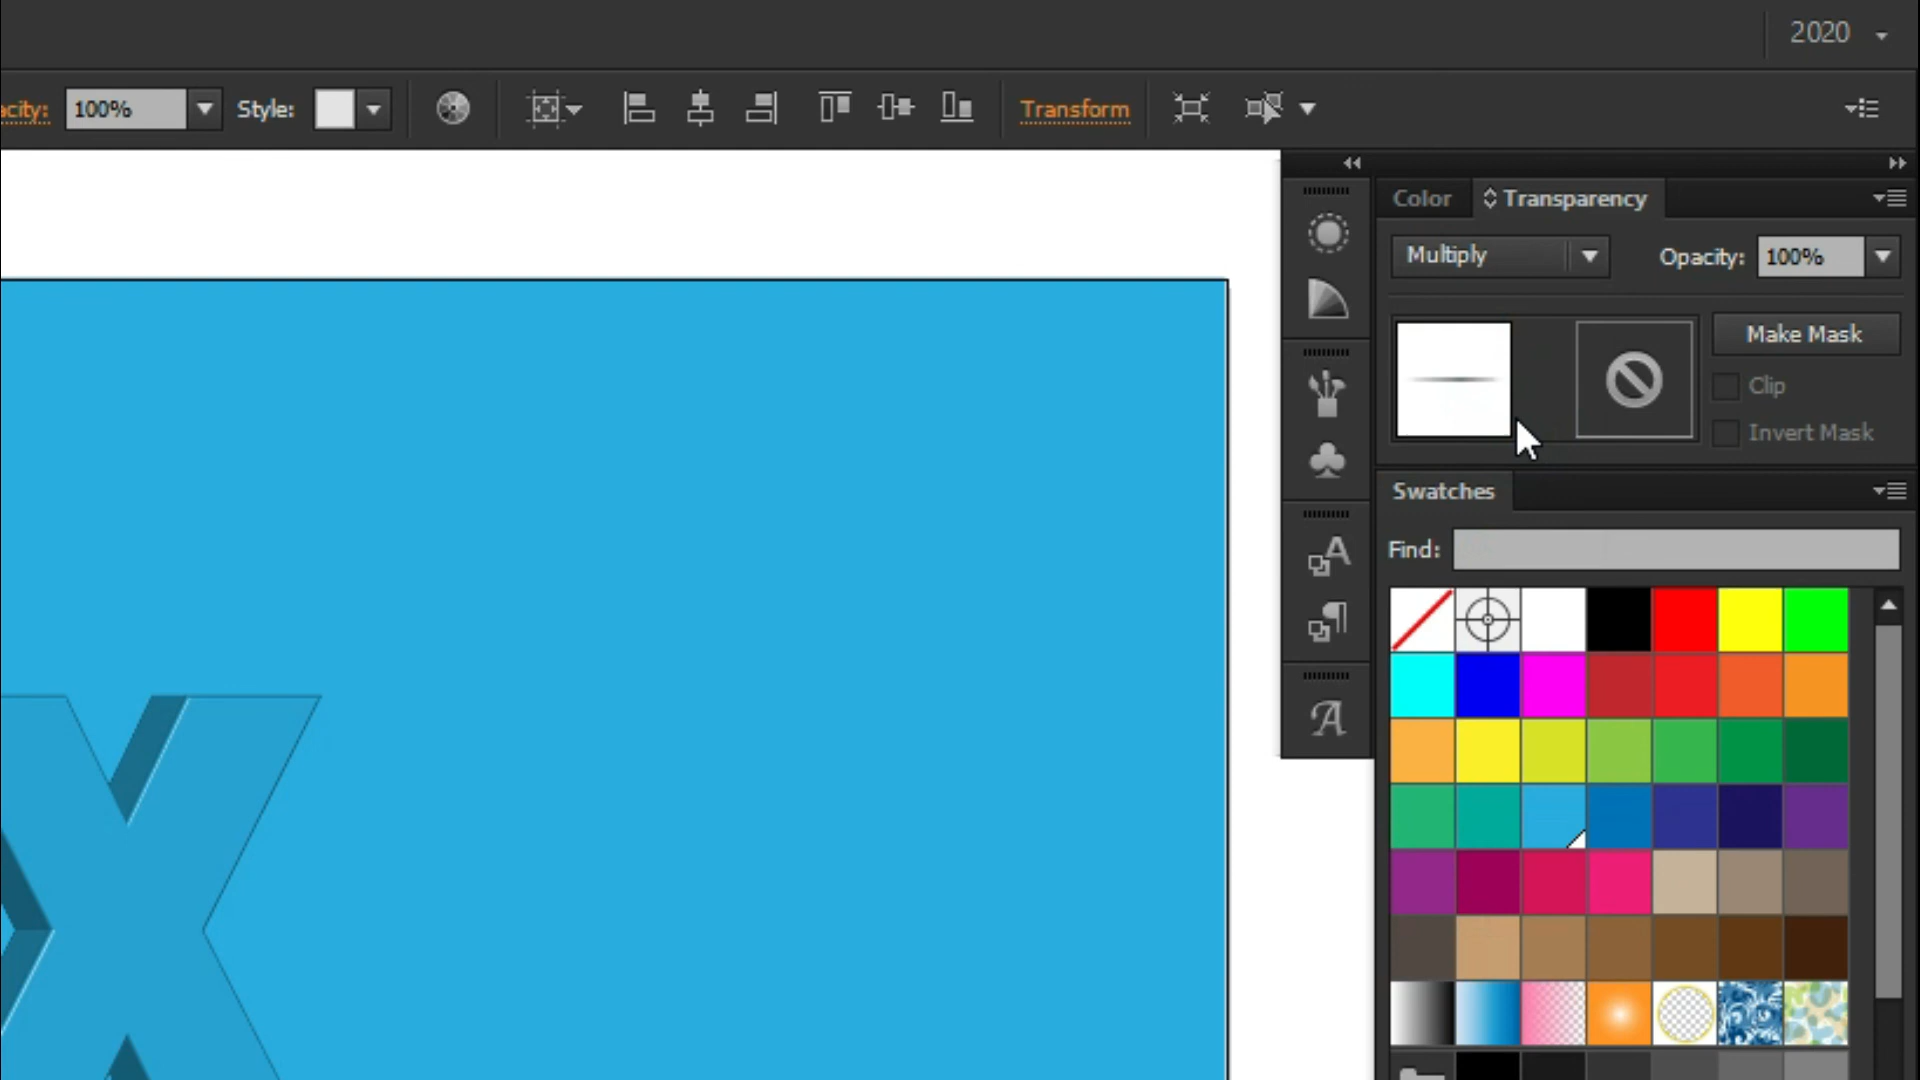 2020
acity: 100% Style: Transform
Color Transparency
Multiply Opacity: 100%
Make Mask
Clip
Invert Mask
Swatches
Find:
X